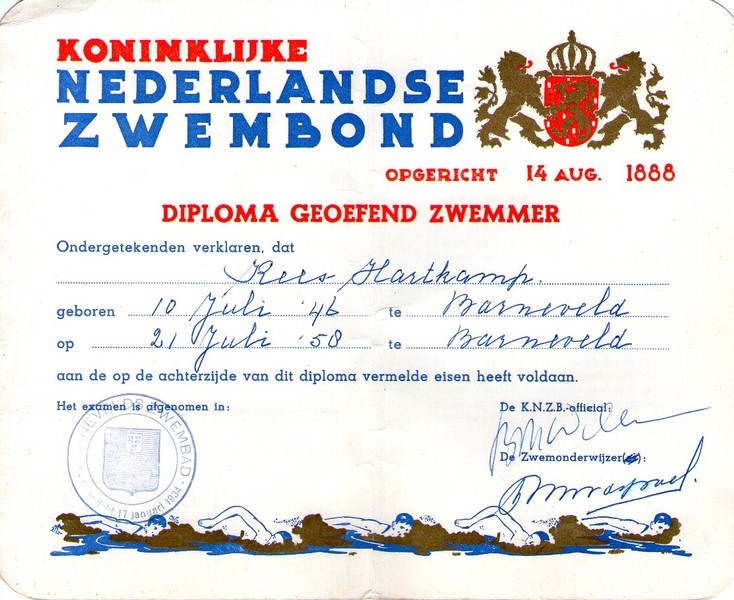 KONINKLIJKE
NEDERLANDSE
ZWEMBOND
OPGERICHT 14 AUG. 1888
DIPLOMA GEOEFEND ZWEMMER
Ondergetekenden verklaren, dat
Kees Hartkamp.
geboren 10 Juli '46 te Barneveld
op 21 Juli '58 te Barneveld
aan de op de achterzijde van dit diploma vermelde eisen heeft voldaan.
Het examen is afgenomen in:
De K.N.Z.B.-official:
ZWEMBAD
17 januari 1934
De Zwemonderwijzer